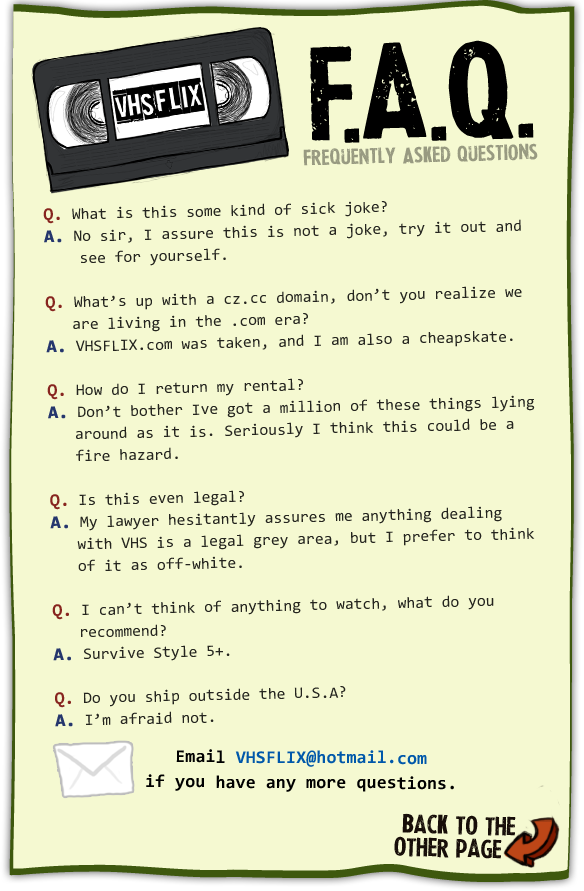 VHSFLIX
F.A.Q.
FREQUENTLY ASKED QUESTIONS
Q. What is this some kind of sick joke?
A. No sir, I assure this is not a joke, try it out and
see for yourself.
Q. What's up with a cz.cc domain, don't you realize we
are living in the .com era?
A. VHSFLIX.com was taken, and I am also a cheapskate.
Q. How do I return my rental?
A. Don't bother Ive got a million of these things lying
around as it is. Seriously I think this could be a
fire hazard.
Q. Is this even legal?
A. My lawyer hesitantly assures me anything dealing
with VHS is a legal grey area, but I prefer to think
of it as off-white.
Q. I can't think of anything to watch, what do you
recommend?
A. Survive Style 5+.
Q. Do you ship outside the U.S.A?
A. I'm afraid not.
Email VHSFLIX@hotmail.com
if you have any more questions.
BACK TO THE
OTHER PAGE